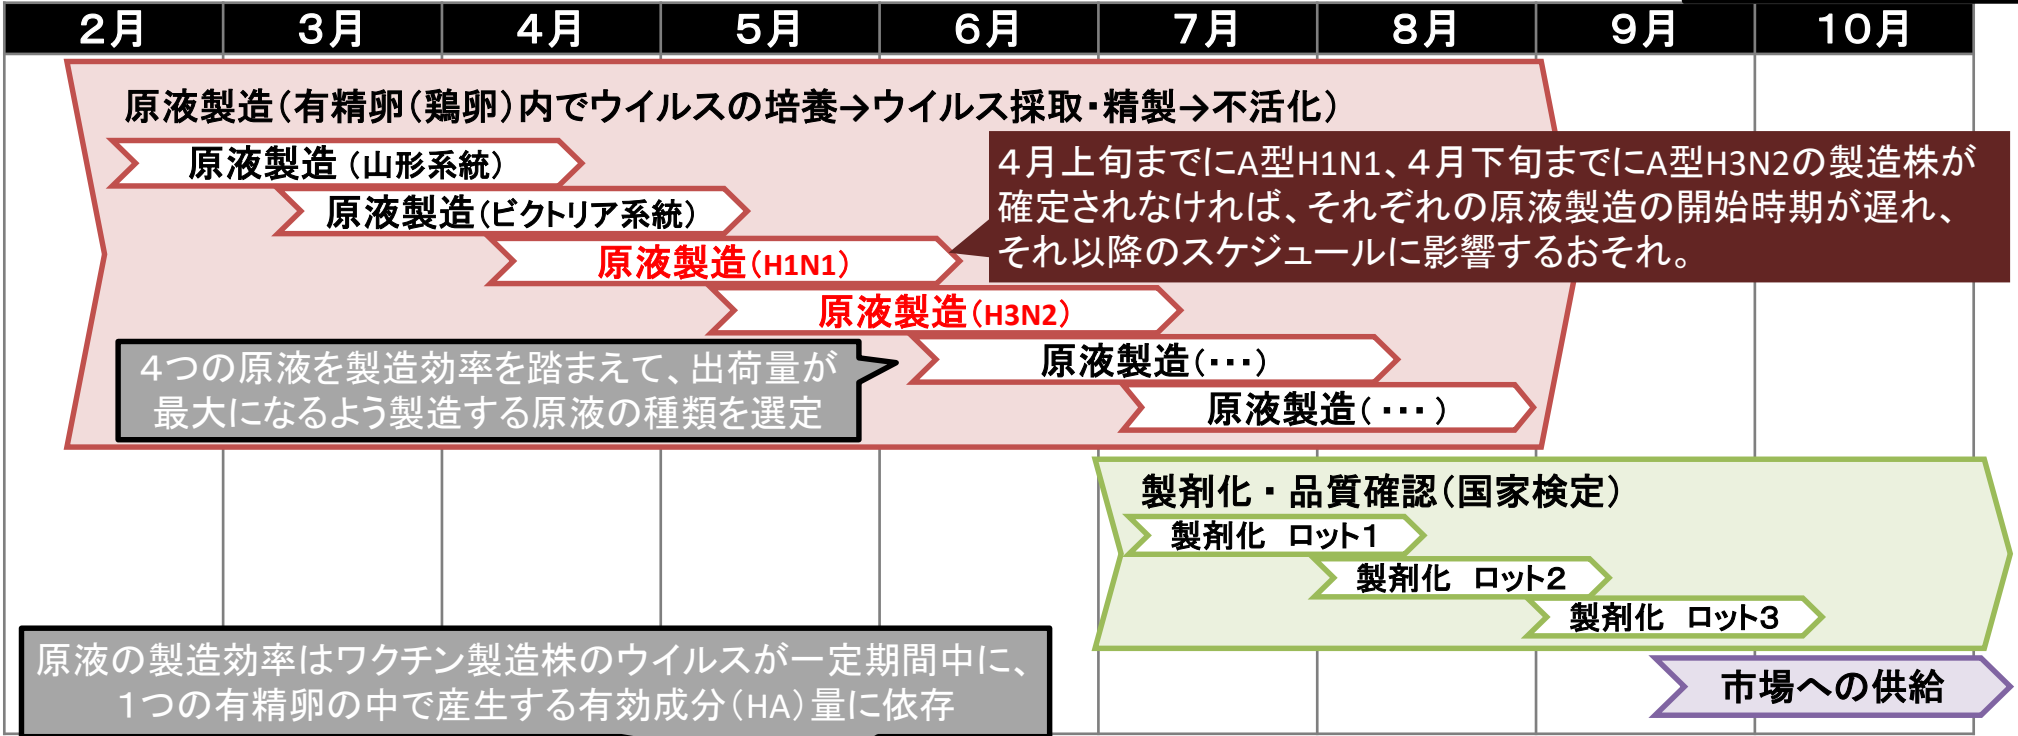 2月 3月 4月 5月 6月 7月 8月 9月 10月
原液製造（有精卵（鶏卵）内でウイルスの培養→ウイルス採取・精製→不活化）
原液製造（山形系統）
原液製造（ビクトリア系統）
原液製造（H1N1）
原液製造（H3N2）
原液製造（・・・）
原液製造（・・・）
４月上旬までにA型H1N1、４月下旬までにA型H3N2の製造株が
確定されなければ、それぞれの原液製造の開始時期が遅れ、
それ以降のスケジュールに影響するおそれ。
４つの原液を製造効率を踏まえて、出荷量が
最大になるよう製造する原液の種類を選定
製剤化・品質確認（国家検定）
製剤化　ロット１
製剤化　ロット２
製剤化　ロット３
市場への供給
原液の製造効率はワクチン製造株のウイルスが一定期間中に、
１つの有精卵の中で産生する有効成分（HA）量に依存